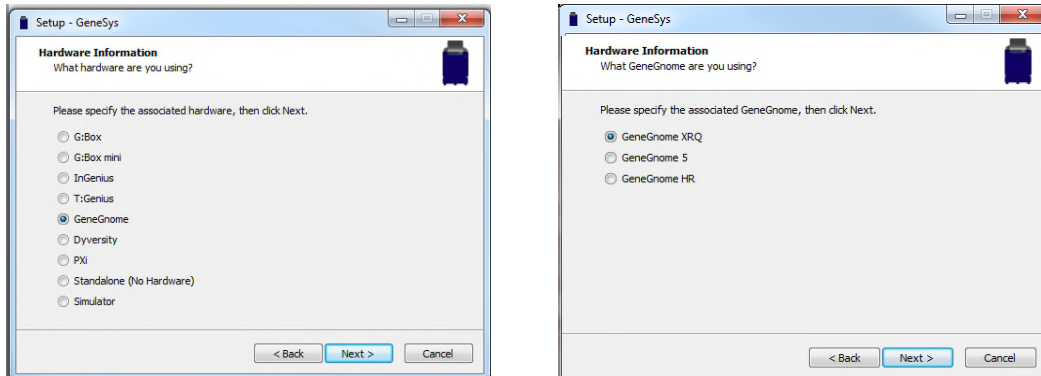 Setup - GeneSys
Hardware Information
What hardware are you using?
Please specify the associated hardware, then click Next.
G:Box
G:Box mini
InGenius
T:Genius
GeneGnome
Dyversity
PXi
Standalone (No Hardware)
Simulator
< Back
Next >
Cancel
Setup - GeneSys
Hardware Information
What GeneGnome are you using?
Please specify the associated GeneGnome, then click Next.
GeneGnome XRQ
GeneGnome 5
GeneGnome HR
< Back
Next >
Cancel